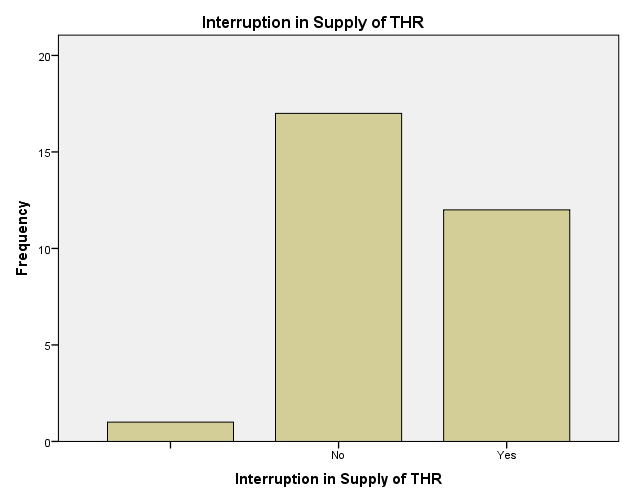 Interruption in Supply of THR
20
15
10
5
0
Frequency
No Yes
Interruption in Supply of THR